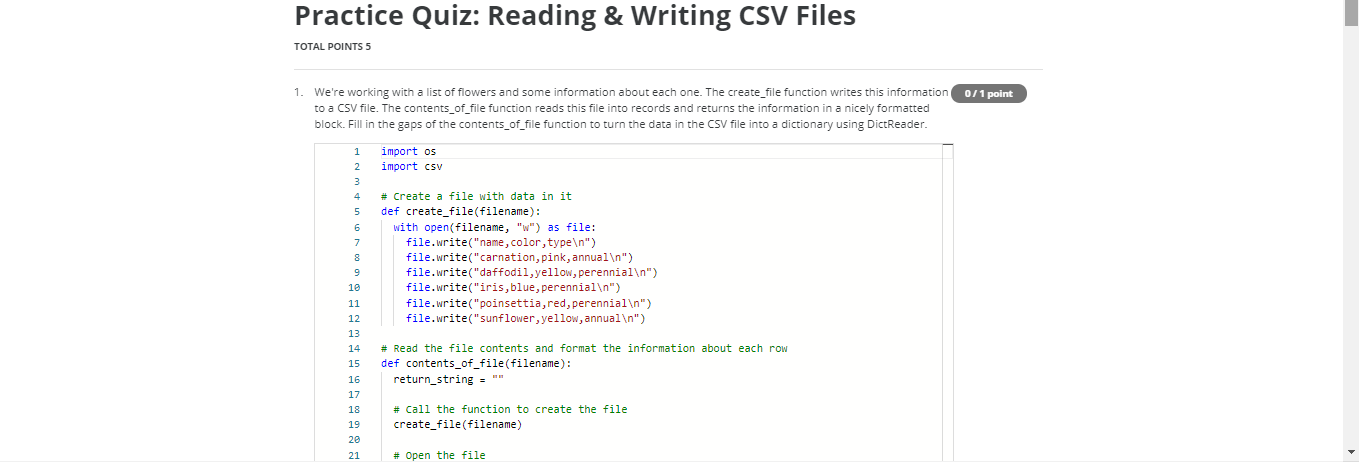 Practice Quiz: Reading & Writing CSV Files
TOTAL POINTS 5
1. We're working with a list of flowers and some information about each one. The create_file function writes this information
0 / 1 point
to a CSV file. The contents_of_file function reads this file into records and returns the information in a nicely formatted
block. Fill in the gaps of the contents_of_file function to turn the data in the CSV file into a dictionary using DictReader.
1 import os
2 import csv
3
4 # Create a file with data in it
5 def create_file(filename):
6 with open(filename, "w") as file:
7 file.write("name,color,type\n")
8 file.write("carnation,pink,annual\n")
9 file.write("daffodil,yellow,perennial\n")
10 file.write("iris,blue,perennial\n")
11 file.write("poinsettia,red,perennial\n")
12 file.write("sunflower,yellow,annual\n")
13
14 # Read the file contents and format the information about each row
15 def contents_of_file(filename):
16 return_string = ""
17
18 # Call the function to create the file
19 create_file(filename)
20
21 # Open the file